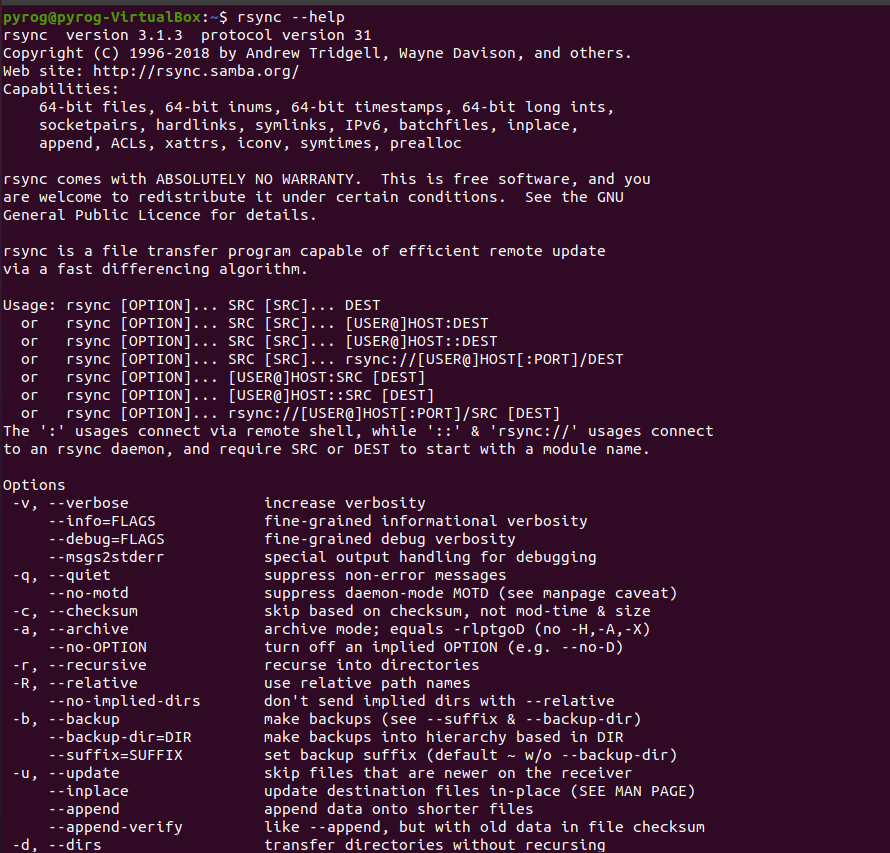 pyrog@pyrog-VirtualBox:~$ rsync --help
rsync  version 3.1.3  protocol version 31
Copyright (C) 1996-2018 by Andrew Tridgell, Wayne Davison, and others.
Web site: http://rsync.samba.org/
Capabilities:
    64-bit files, 64-bit inums, 64-bit timestamps, 64-bit long ints,
    socketpairs, hardlinks, symlinks, IPv6, batchfiles, inplace,
    append, ACLs, xattrs, iconv, symtimes, prealloc

rsync comes with ABSOLUTELY NO WARRANTY.  This is free software, and you
are welcome to redistribute it under certain conditions.  See the GNU
General Public Licence for details.

rsync is a file transfer program capable of efficient remote update
via a fast differencing algorithm.

Usage: rsync [OPTION]... SRC [SRC]... DEST
  or   rsync [OPTION]... SRC [SRC]... [USER@]HOST:DEST
  or   rsync [OPTION]... SRC [SRC]... [USER@]HOST::DEST
  or   rsync [OPTION]... SRC [SRC]... rsync://[USER@]HOST[:PORT]/DEST
  or   rsync [OPTION]... [USER@]HOST:SRC [DEST]
  or   rsync [OPTION]... [USER@]HOST::SRC [DEST]
  or   rsync [OPTION]... rsync://[USER@]HOST[:PORT]/SRC [DEST]
The ':' usages connect via remote shell, while '::' & 'rsync://' usages connect
to an rsync daemon, and require SRC or DEST to start with a module name.

Options
 -v, --verbose               increase verbosity
     --info=FLAGS            fine-grained informational verbosity
     --debug=FLAGS           fine-grained debug verbosity
     --msgs2stderr           special output handling for debugging
 -q, --quiet                 suppress non-error messages
     --no-motd               suppress daemon-mode MOTD (see manpage caveat)
 -c, --checksum              skip based on checksum, not mod-time & size
 -a, --archive               archive mode; equals -rlptgoD (no -H,-A,-X)
     --no-OPTION             turn off an implied OPTION (e.g. --no-D)
 -r, --recursive             recurse into directories
 -R, --relative              use relative path names
     --no-implied-dirs       don't send implied dirs with --relative
 -b, --backup                make backups (see --suffix & --backup-dir)
     --backup-dir=DIR        make backups into hierarchy based in DIR
     --suffix=SUFFIX         set backup suffix (default ~ w/o --backup-dir)
 -u, --update                skip files that are newer on the receiver
     --inplace               update destination files in-place (SEE MAN PAGE)
     --append                append data onto shorter files
     --append-verify         like --append, but with old data in file checksum
 -d, --dirs                  transfer directories without recursing